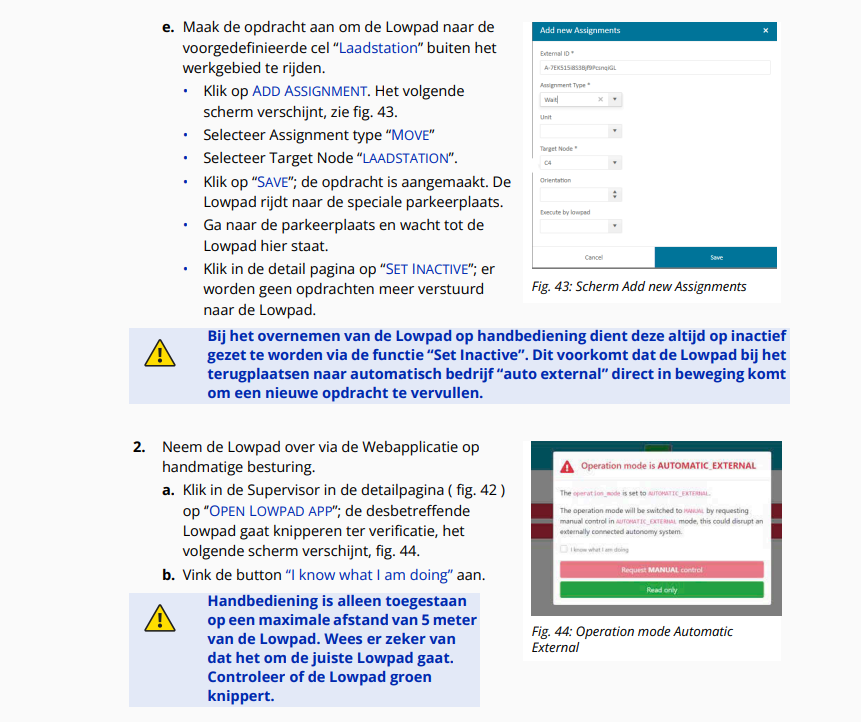 e. Maak de opdracht aan om de Lowpad naar de
voorgedefinieerde cel “Laadstation” buiten het
werkgebied te rijden.
• Klik op ADD ASSIGNMENT. Het volgende
scherm verschijnt, zie fig. 43.
• Selecteer Assignment type “MOVE”
• Selecteer Target Node “LAADSTATION”.
• Klik op “SAVE”; de opdracht is aangemaakt. De
Lowpad rijdt naar de speciale parkeerplaats.
• Ga naar de parkeerplaats en wacht tot de
Lowpad hier staat.
• Klik in de detail pagina op “SET INACTIVE”; er
worden geen opdrachten meer verstuurd
naar de Lowpad.
Add new Assignments ×
External ID *
Assignment Type *
Wait ×
Unit
Target Node *
C4
Orientation
Execute by lowpad
Cancel Save
Fig. 43: Scherm Add new Assignments
Bij het overnemen van de Lowpad op handbediening dient deze altijd op inactief
gezet te worden via de functie “Set Inactive”. Dit voorkomt dat de Lowpad bij het
terugplaatsen naar automatisch bedrijf “auto external” direct in beweging komt
om een nieuwe opdracht te vervullen.
2. Neem de Lowpad over via de Webapplicatie op
handmatige besturing.
a. Klik in de Supervisor in de detailpagina ( fig. 42 )
op “OPEN LOWPAD APP”; de desbetreffende
Lowpad gaat knipperen ter verificatie, het
volgende scherm verschijnt, fig. 44.
b. Vink de button “I know what I am doing” aan.
Handbediening is alleen toegestaan
op een maximale afstand van 5 meter
van de Lowpad. Wees er zeker van
dat het om de juiste Lowpad gaat.
Controleer of de Lowpad groen
knippert.
Operation mode is AUTOMATIC_EXTERNAL
The operation_mode is set to AUTOMATIC_EXTERNAL.
The operation mode will be switched to MANUAL by requesting
manual control in AUTOMATIC_EXTERNAL mode, this could disrupt an
externally connected autonomy system.
I know what I am doing
Request MANUAL control
Read only
Fig. 44: Operation mode Automatic
External